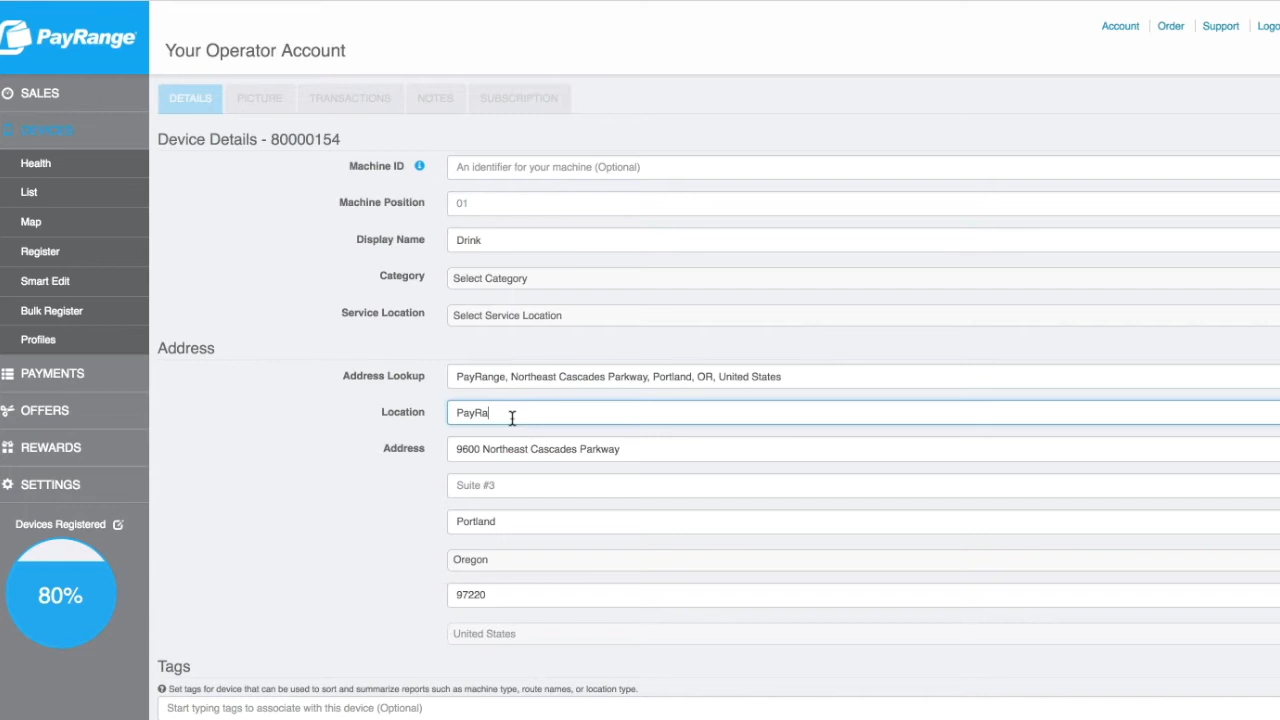 PayRange
Account
Order
Support
Logo
Your Operator Account
SALES
DEVICES
Health
List
Map
Register
Smart Edit
Bulk Register
Profiles
PAYMENTS
OFFERS
REWARDS
SETTINGS
Devices Registered
80%
DETAILS
PICTURE
TRANSACTIONS
NOTES
SUBSCRIPTION
Device Details - 80000154
Machine ID
An identifier for your machine (Optional)
Machine Position
01
Display Name
Drink
Category
Select Category
Service Location
Select Service Location
Address
Address Lookup
PayRange, Northeast Cascades Parkway, Portland, OR, United States
Location
PayRa
Address
9600 Northeast Cascades Parkway
Suite #3
Portland
Oregon
97220
United States
Tags
Set tags for device that can be used to sort and summarize reports such as machine type, route names, or location type.
Start typing tags to associate with this device (Optional)